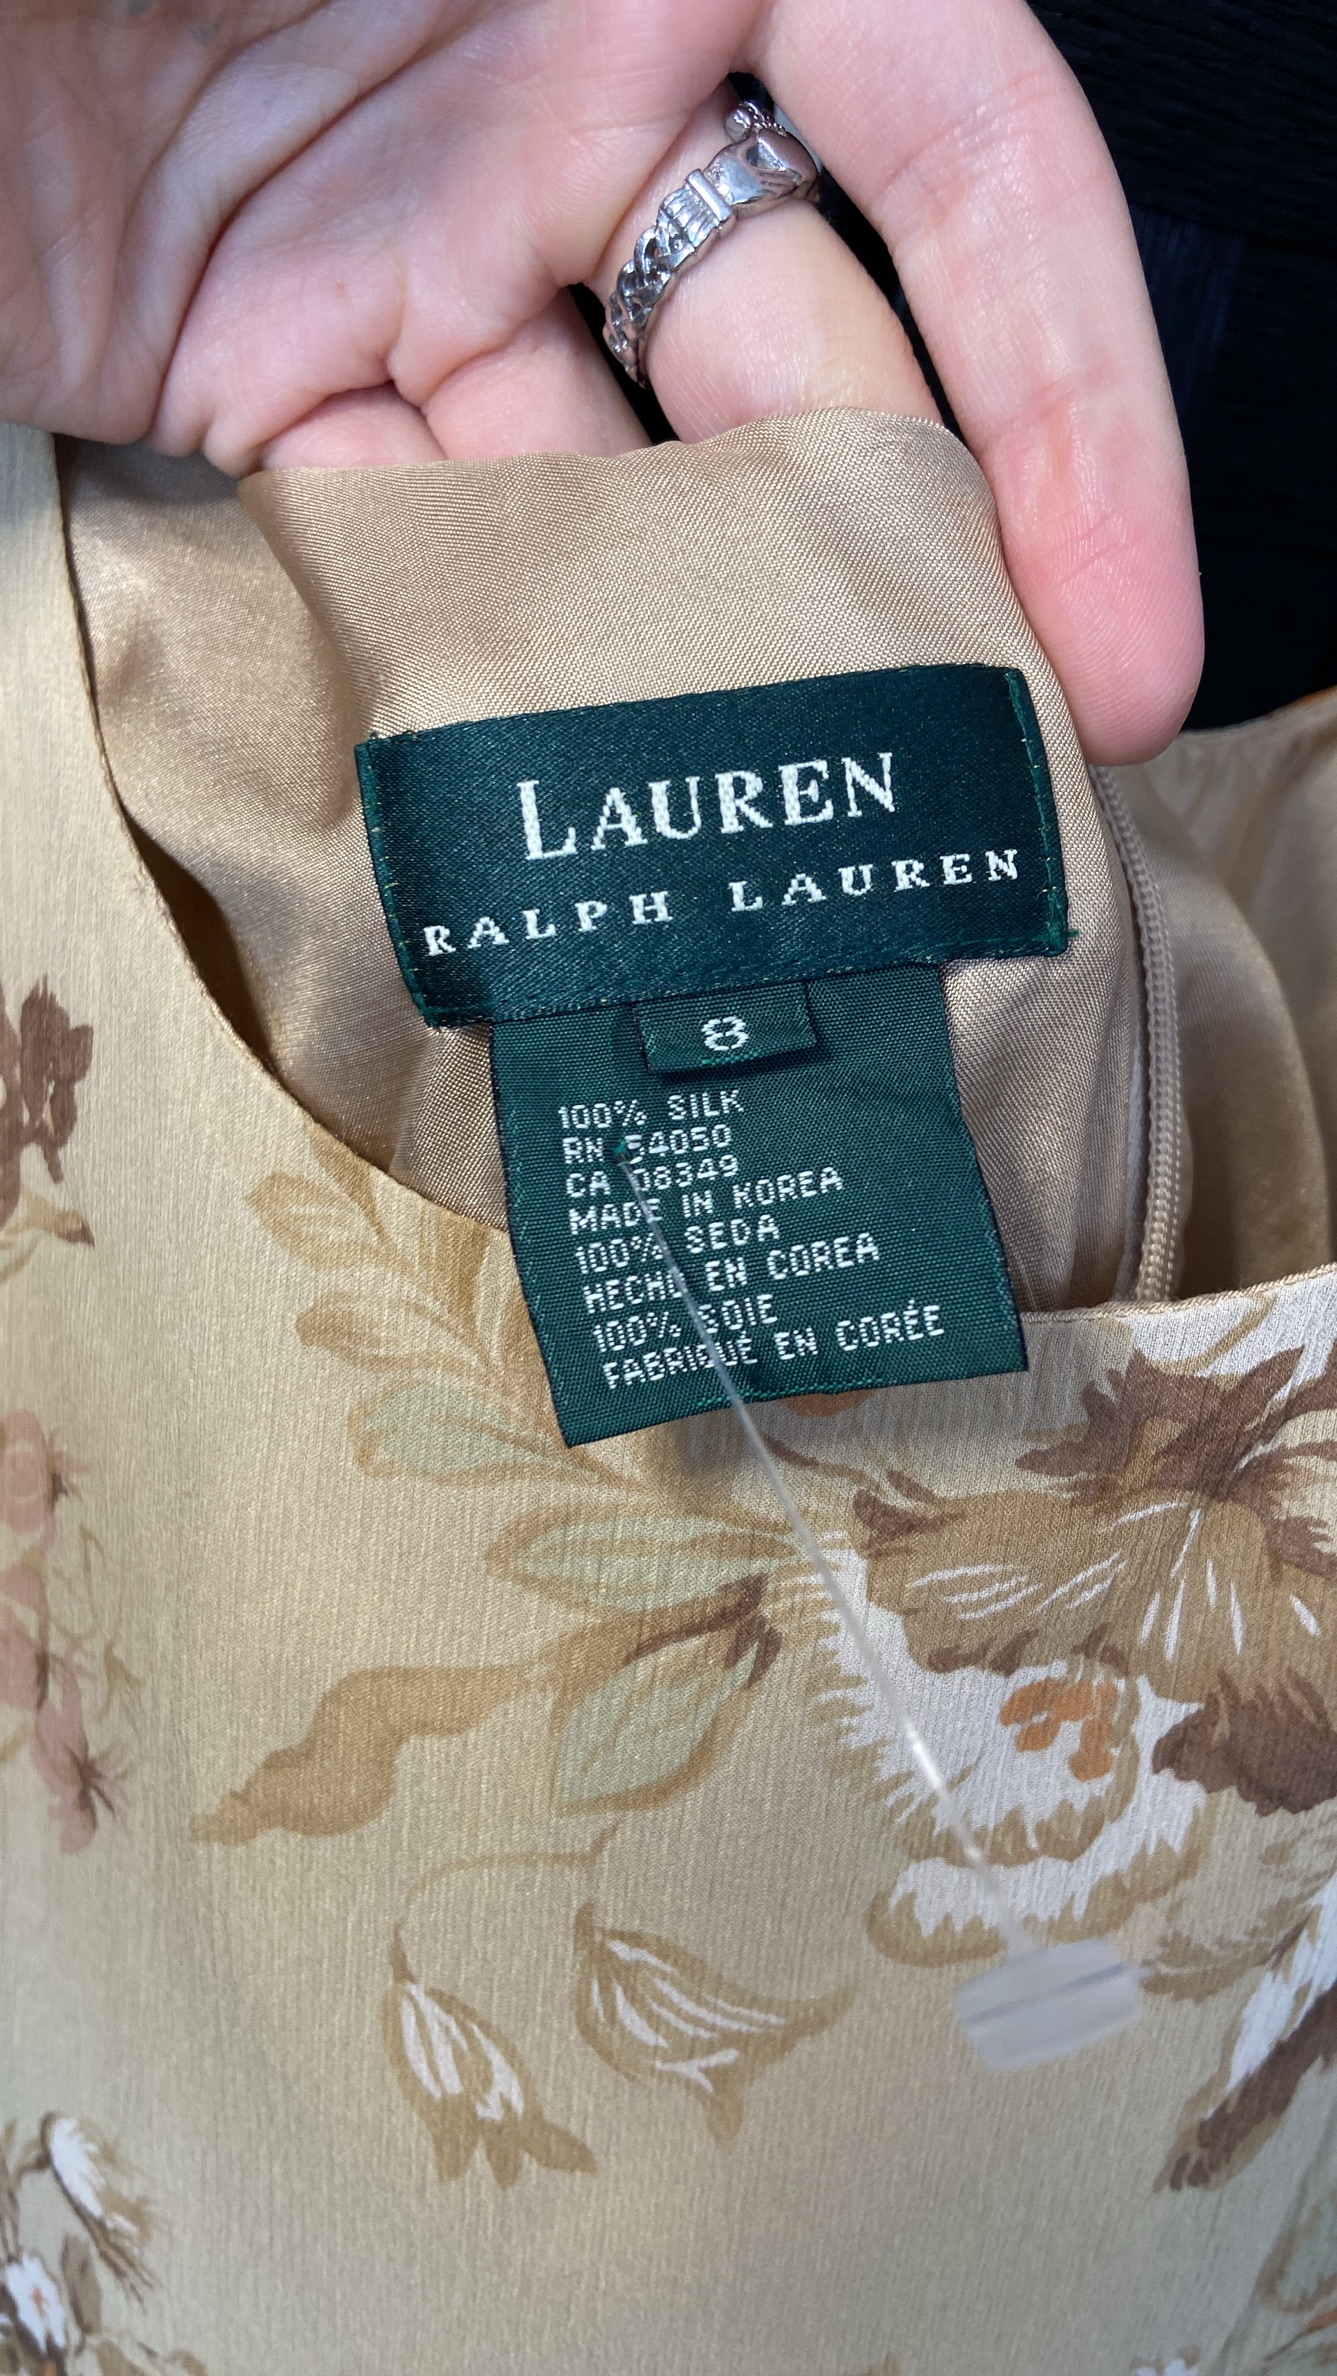 LAUREN
RALPH LAUREN
8
100% SILK
RN 54050
CA 08349
MADE IN KOREA
100% SEDA
HECHO EN COREA
100% SOIE
FABRIQUÉ EN CORÉE